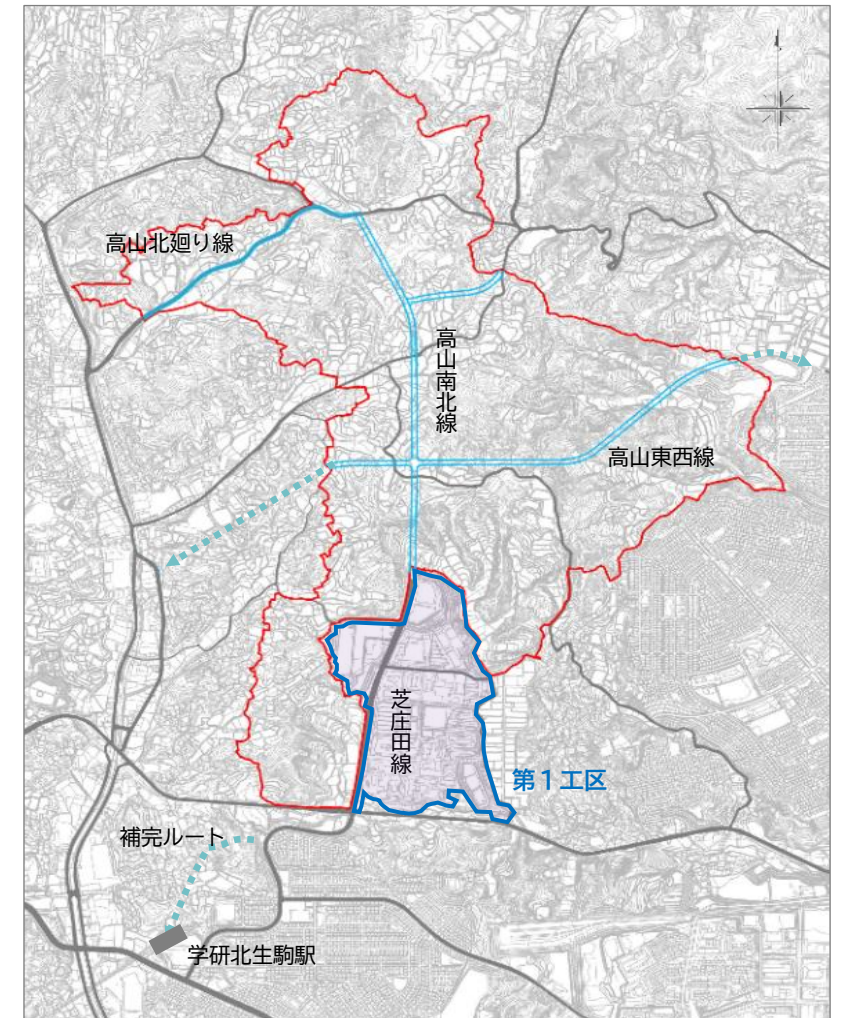 高山北廻り線
高山南北線
高山東西線
芝庄田線
第１工区
補完ルート
学研北生駒駅